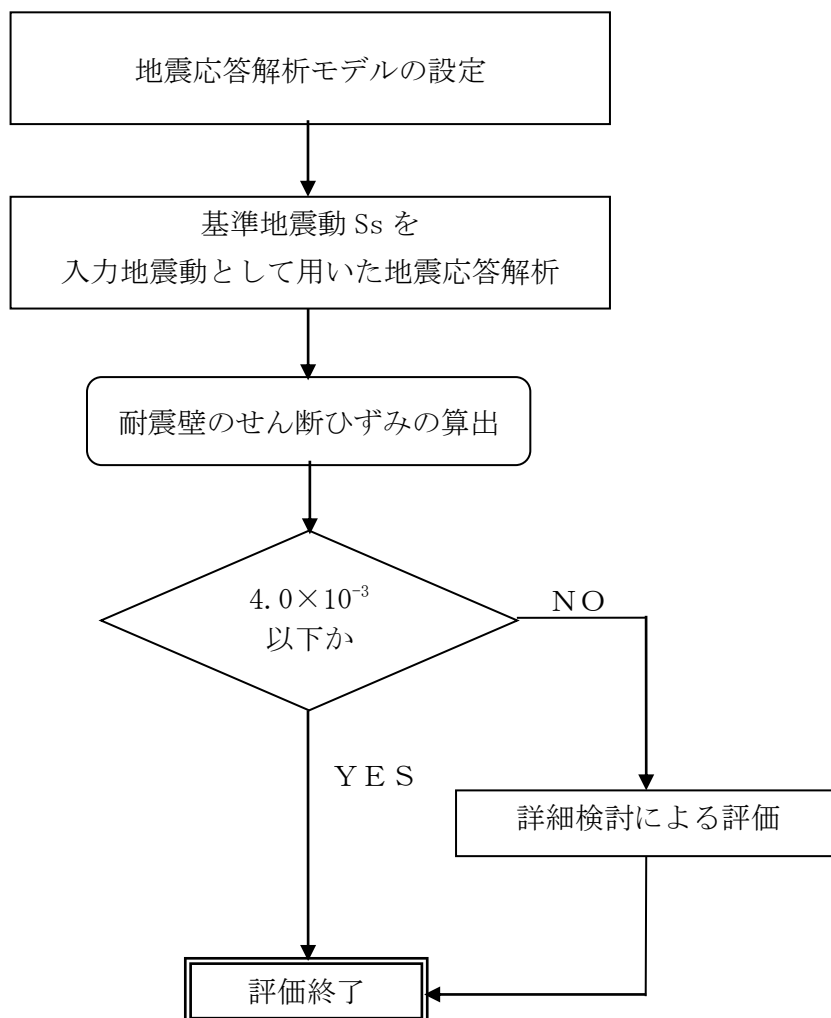 地震応答解析モデルの設定
基準地震動 Ss を
入力地震動として用いた地震応答解析
耐震壁のせん断ひずみの算出
4.0×10⁻³
以下か
ＮＯ
ＹＥＳ
詳細検討による評価
評価終了